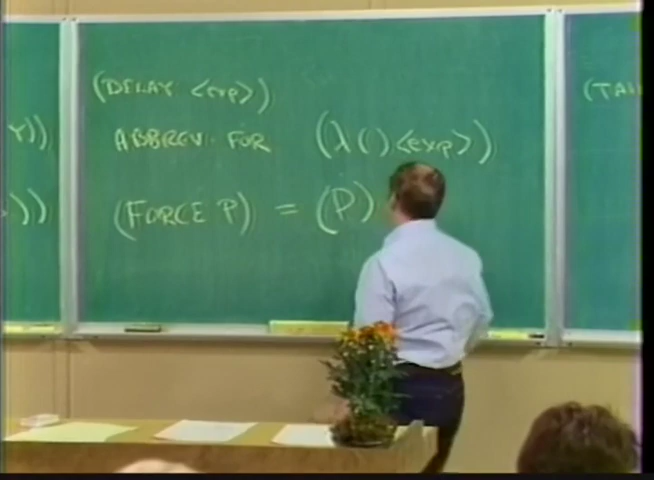 (DELAY <exp>)
ABBREV. FOR (λ () <exp>))
(FORCE P) = (P)
Y))
))
(TAI